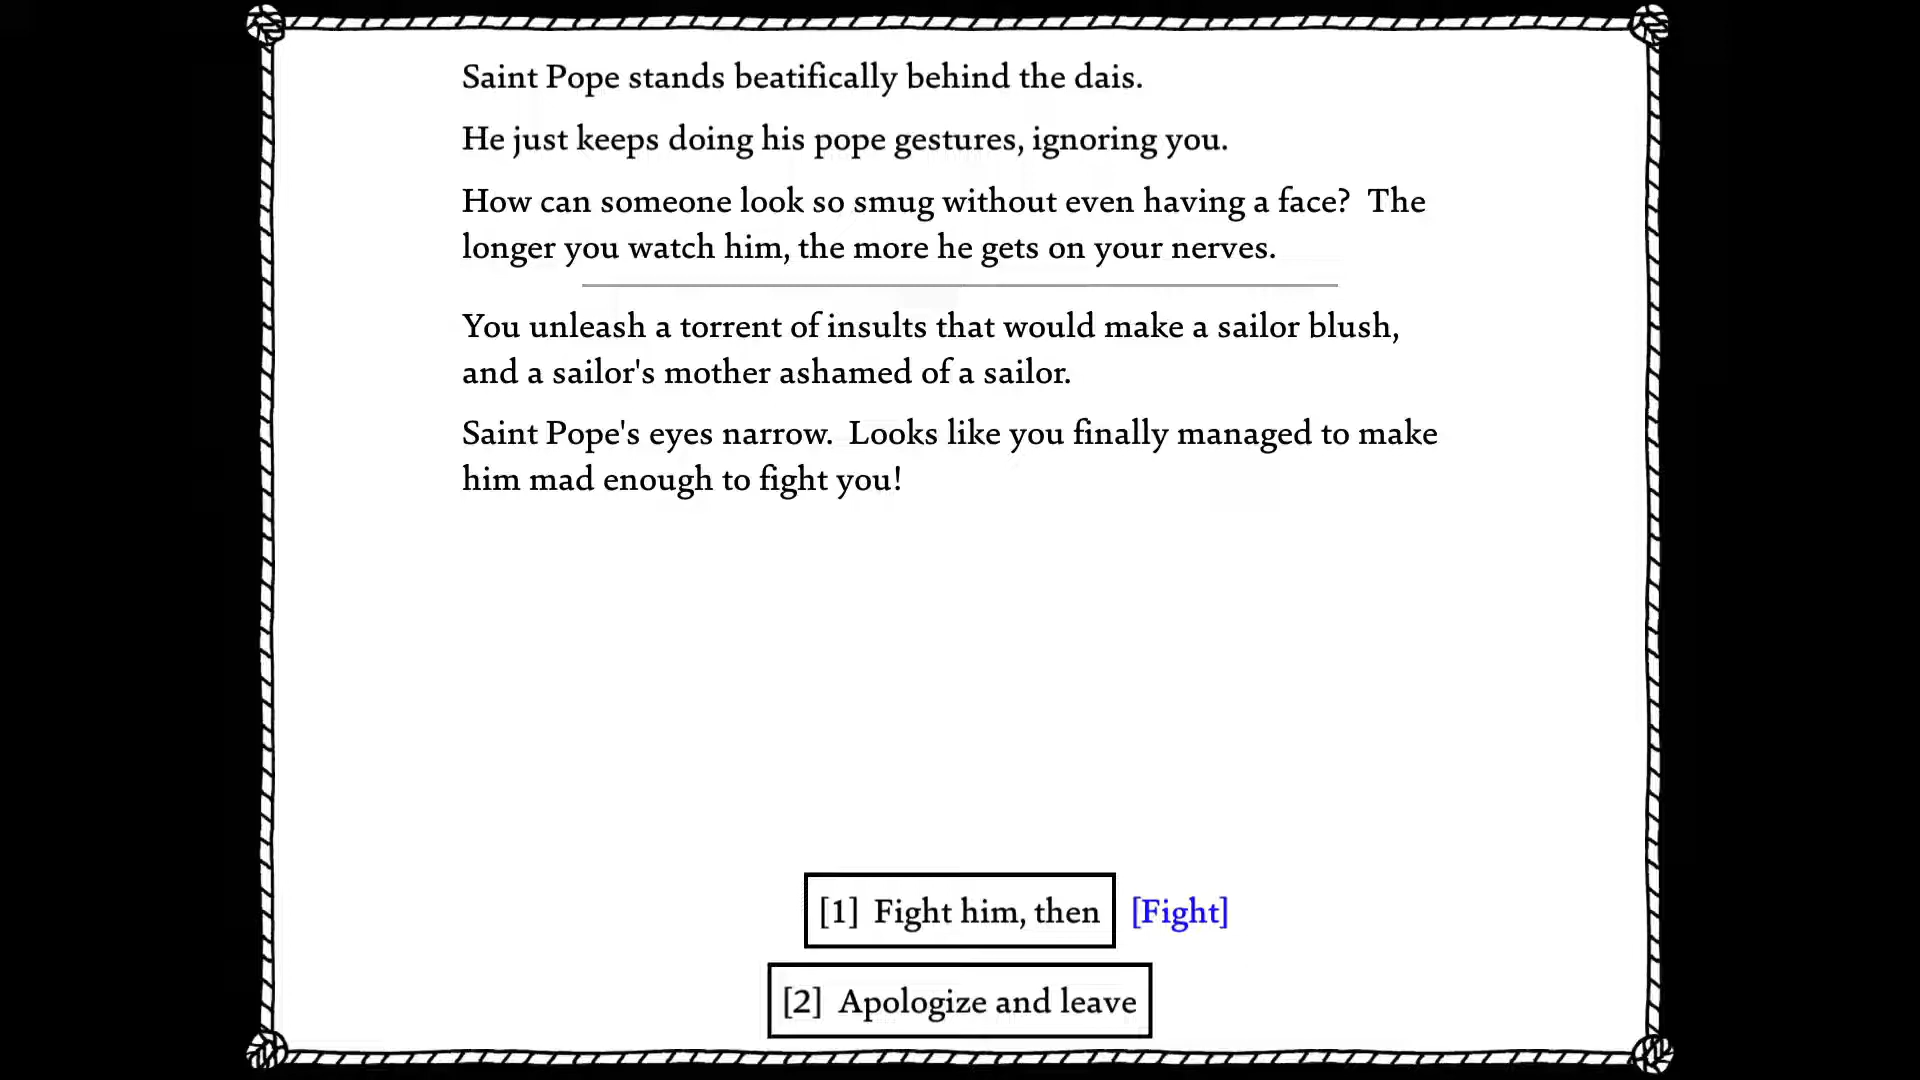 Saint Pope stands beatifically behind the dais.
He just keeps doing his pope gestures, ignoring you.
How can someone look so smug without even having a face?  The
longer you watch him, the more he gets on your nerves.
You unleash a torrent of insults that would make a sailor blush,
and a sailor's mother ashamed of a sailor.
Saint Pope's eyes narrow.  Looks like you finally managed to make
him mad enough to fight you!
[1]  Fight him, then [Fight]
[2]  Apologize and leave